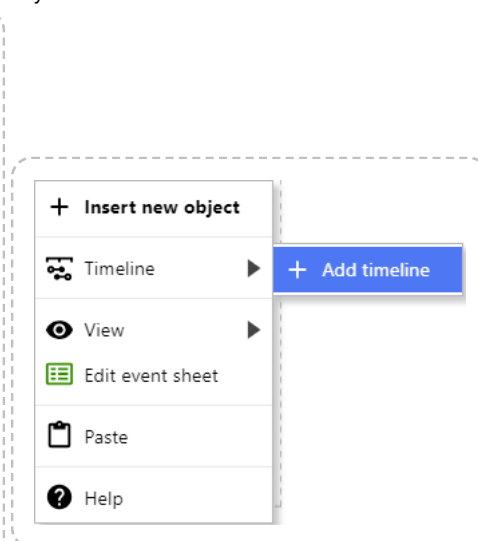 Insert new object
Timeline
Add timeline
View
Edit event sheet
Paste
Help